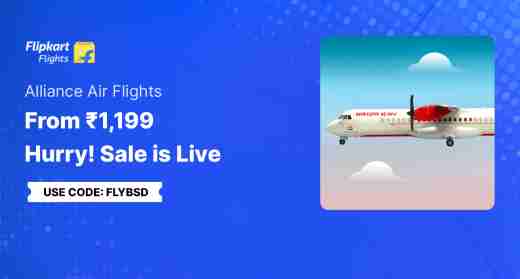 Flipkart
Flights
Alliance Air Flights
From ₹1,199
Hurry! Sale is Live
USE CODE: FLYBSD